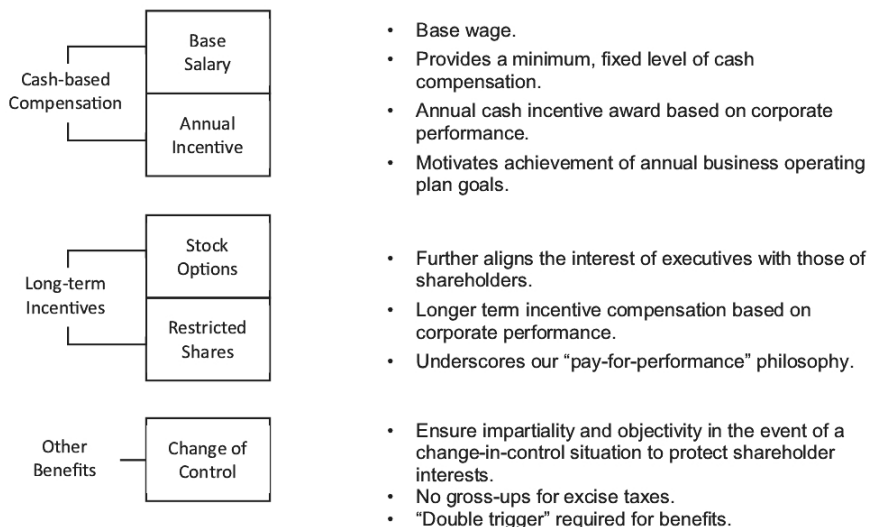 Cash-based
Compensation
Base
Salary
Annual
Incentive
• Base wage.
• Provides a minimum, fixed level of cash
compensation.
• Annual cash incentive award based on corporate
performance.
• Motivates achievement of annual business operating
plan goals.
Long-term
Incentives
Stock
Options
Restricted
Shares
• Further aligns the interest of executives with those of
shareholders.
• Longer term incentive compensation based on
corporate performance.
• Underscores our “pay-for-performance” philosophy.
Other
Benefits
Change of
Control
• Ensure impartiality and objectivity in the event of a
change-in-control situation to protect shareholder
interests.
• No gross-ups for excise taxes.
• “Double trigger” required for benefits.